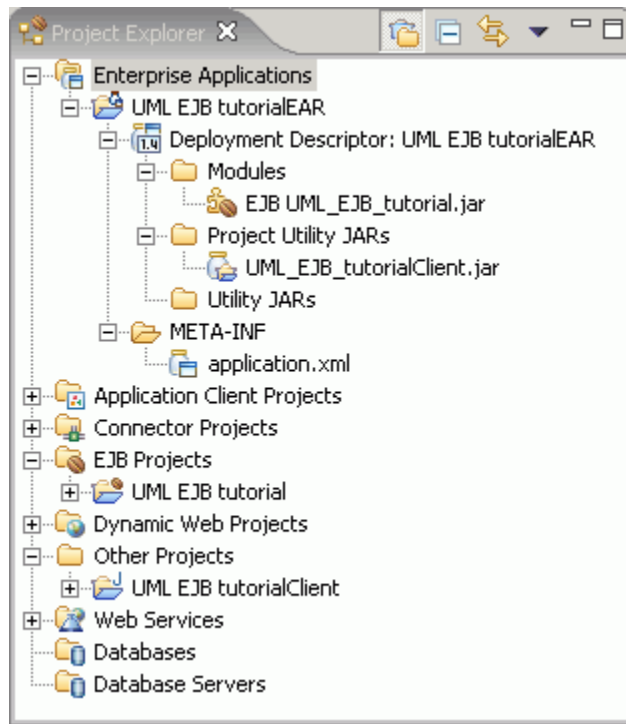 Project Explorer
Enterprise Applications
UML EJB tutorialEAR
1.4 Deployment Descriptor: UML EJB tutorialEAR
Modules
EJB UML_EJB_tutorial.jar
Project Utility JARs
UML_EJB_tutorialClient.jar
Utility JARs
META-INF
application.xml
Application Client Projects
Connector Projects
EJB Projects
UML EJB tutorial
Dynamic Web Projects
Other Projects
UML EJB tutorialClient
Web Services
Databases
Database Servers